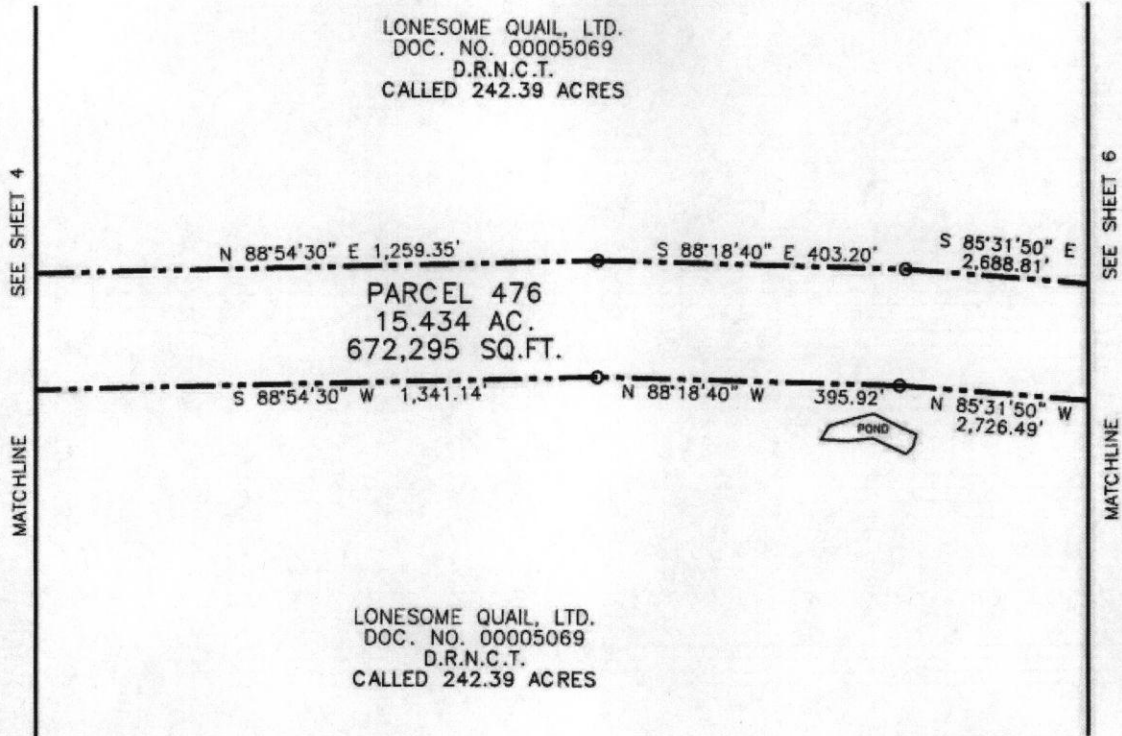 LONESOME QUAIL, LTD.
DOC. NO. 00005069
D.R.N.C.T.
CALLED 242.39 ACRES
SEE SHEET 4
SEE SHEET 6
N 88°54'30" E 1,259.35'
S 88°18'40" E 403.20'
S 85°31'50" E
2,688.81'
PARCEL 476
15.434 AC.
672,295 SQ.FT.
S 88°54'30" W 1,341.14'
N 88°18'40" W 395.92'
N 85°31'50" W
2,726.49'
POND
MATCHLINE
MATCHLINE
LONESOME QUAIL, LTD.
DOC. NO. 00005069
D.R.N.C.T.
CALLED 242.39 ACRES